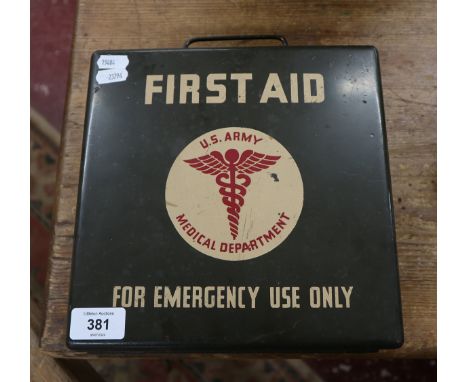 FIRST AID
U.S. ARMY
MEDICAL DEPARTMENT
FOR EMERGENCY USE ONLY
381